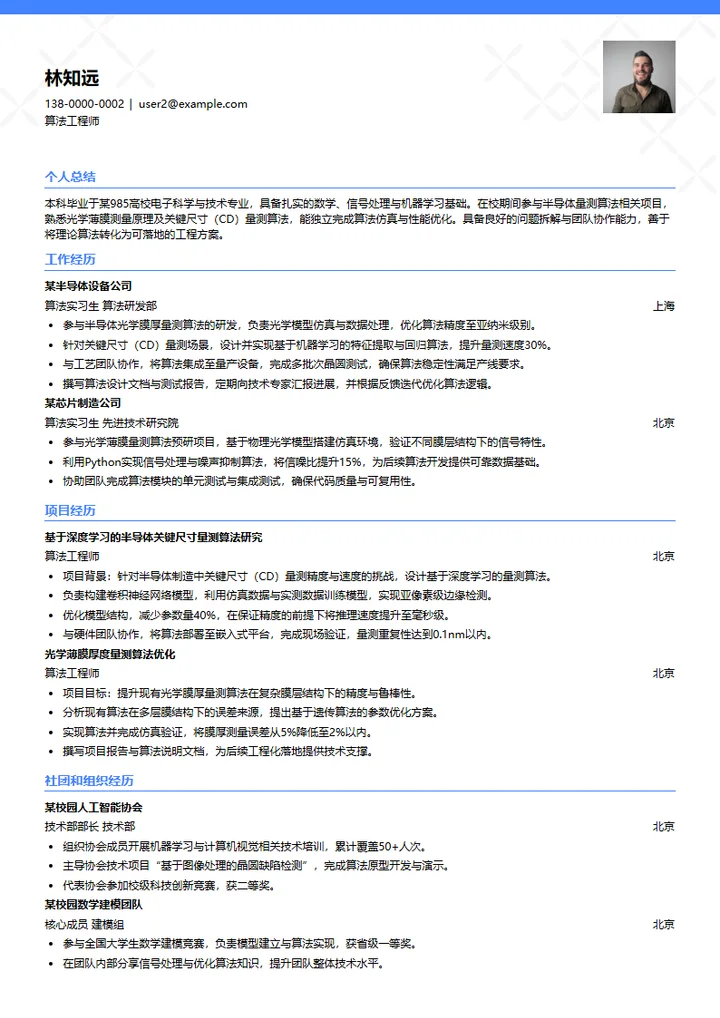 林知远
138-0000-0002 | user2@example.com
算法工程师
个人总结
本科毕业于某985高校电子科学与技术专业，具备扎实的数学、信号处理与机器学习基础。在校期间参与半导体量测算法相关项目，
熟悉光学薄膜测量原理及关键尺寸（CD）量测算法，能独立完成算法仿真与性能优化。具备良好的问题拆解与团队协作能力，善于
将理论算法转化为可落地的工程方案。
工作经历
某半导体设备公司
算法实习生 算法研发部 上海
• 参与半导体光学膜厚量测算法的研发，负责光学模型仿真与数据处理，优化算法精度至亚纳米级别。
• 针对关键尺寸（CD）量测场景，设计并实现基于机器学习的特征提取与回归算法，提升量测速度30%。
• 与工艺团队协作，将算法集成至量产设备，完成多批次晶圆测试，确保算法稳定性满足产线要求。
• 撰写算法设计文档与测试报告，定期向技术专家汇报进展，并根据反馈迭代优化算法逻辑。
某芯片制造公司
算法实习生 先进技术研究院 北京
• 参与光学薄膜量测算法预研项目，基于物理光学模型搭建仿真环境，验证不同膜层结构下的信号特性。
• 利用Python实现信号处理与噪声抑制算法，将信噪比提升15%，为后续算法开发提供可靠数据基础。
• 协助团队完成算法模块的单元测试与集成测试，确保代码质量与可复用性。
项目经历
基于深度学习的半导体关键尺寸量测算法研究
算法工程师 北京
• 项目背景：针对半导体制造中关键尺寸（CD）量测精度与速度的挑战，设计基于深度学习的量测算法。
• 负责构建卷积神经网络模型，利用仿真数据与实测数据训练模型，实现亚像素级边缘检测。
• 优化模型结构，减少参数量40%，在保证精度的前提下将推理速度提升至毫秒级。
• 与硬件团队协作，将算法部署至嵌入式平台，完成现场验证，量测重复性达到0.1nm以内。
光学薄膜厚度量测算法优化
算法工程师 北京
• 项目目标：提升现有光学膜厚量测算法在复杂膜层结构下的精度与鲁棒性。
• 分析现有算法在多层膜结构下的误差来源，提出基于遗传算法的参数优化方案。
• 实现算法并完成仿真验证，将膜厚测量误差从5%降低至2%以内。
• 撰写项目报告与算法说明文档，为后续工程化落地提供技术支撑。
社团和组织经历
某校园人工智能协会
技术部部长 技术部 北京
• 组织协会成员开展机器学习与计算机视觉相关技术培训，累计覆盖50+人次。
• 主导协会技术项目“基于图像处理的晶圆缺陷检测”，完成算法原型开发与演示。
• 代表协会参加校级科技创新竞赛，获二等奖。
某校园数学建模团队
核心成员 建模组 北京
• 参与全国大学生数学建模竞赛，负责模型建立与算法实现，获省级一等奖。
• 在团队内部分享信号处理与优化算法知识，提升团队整体技术水平。